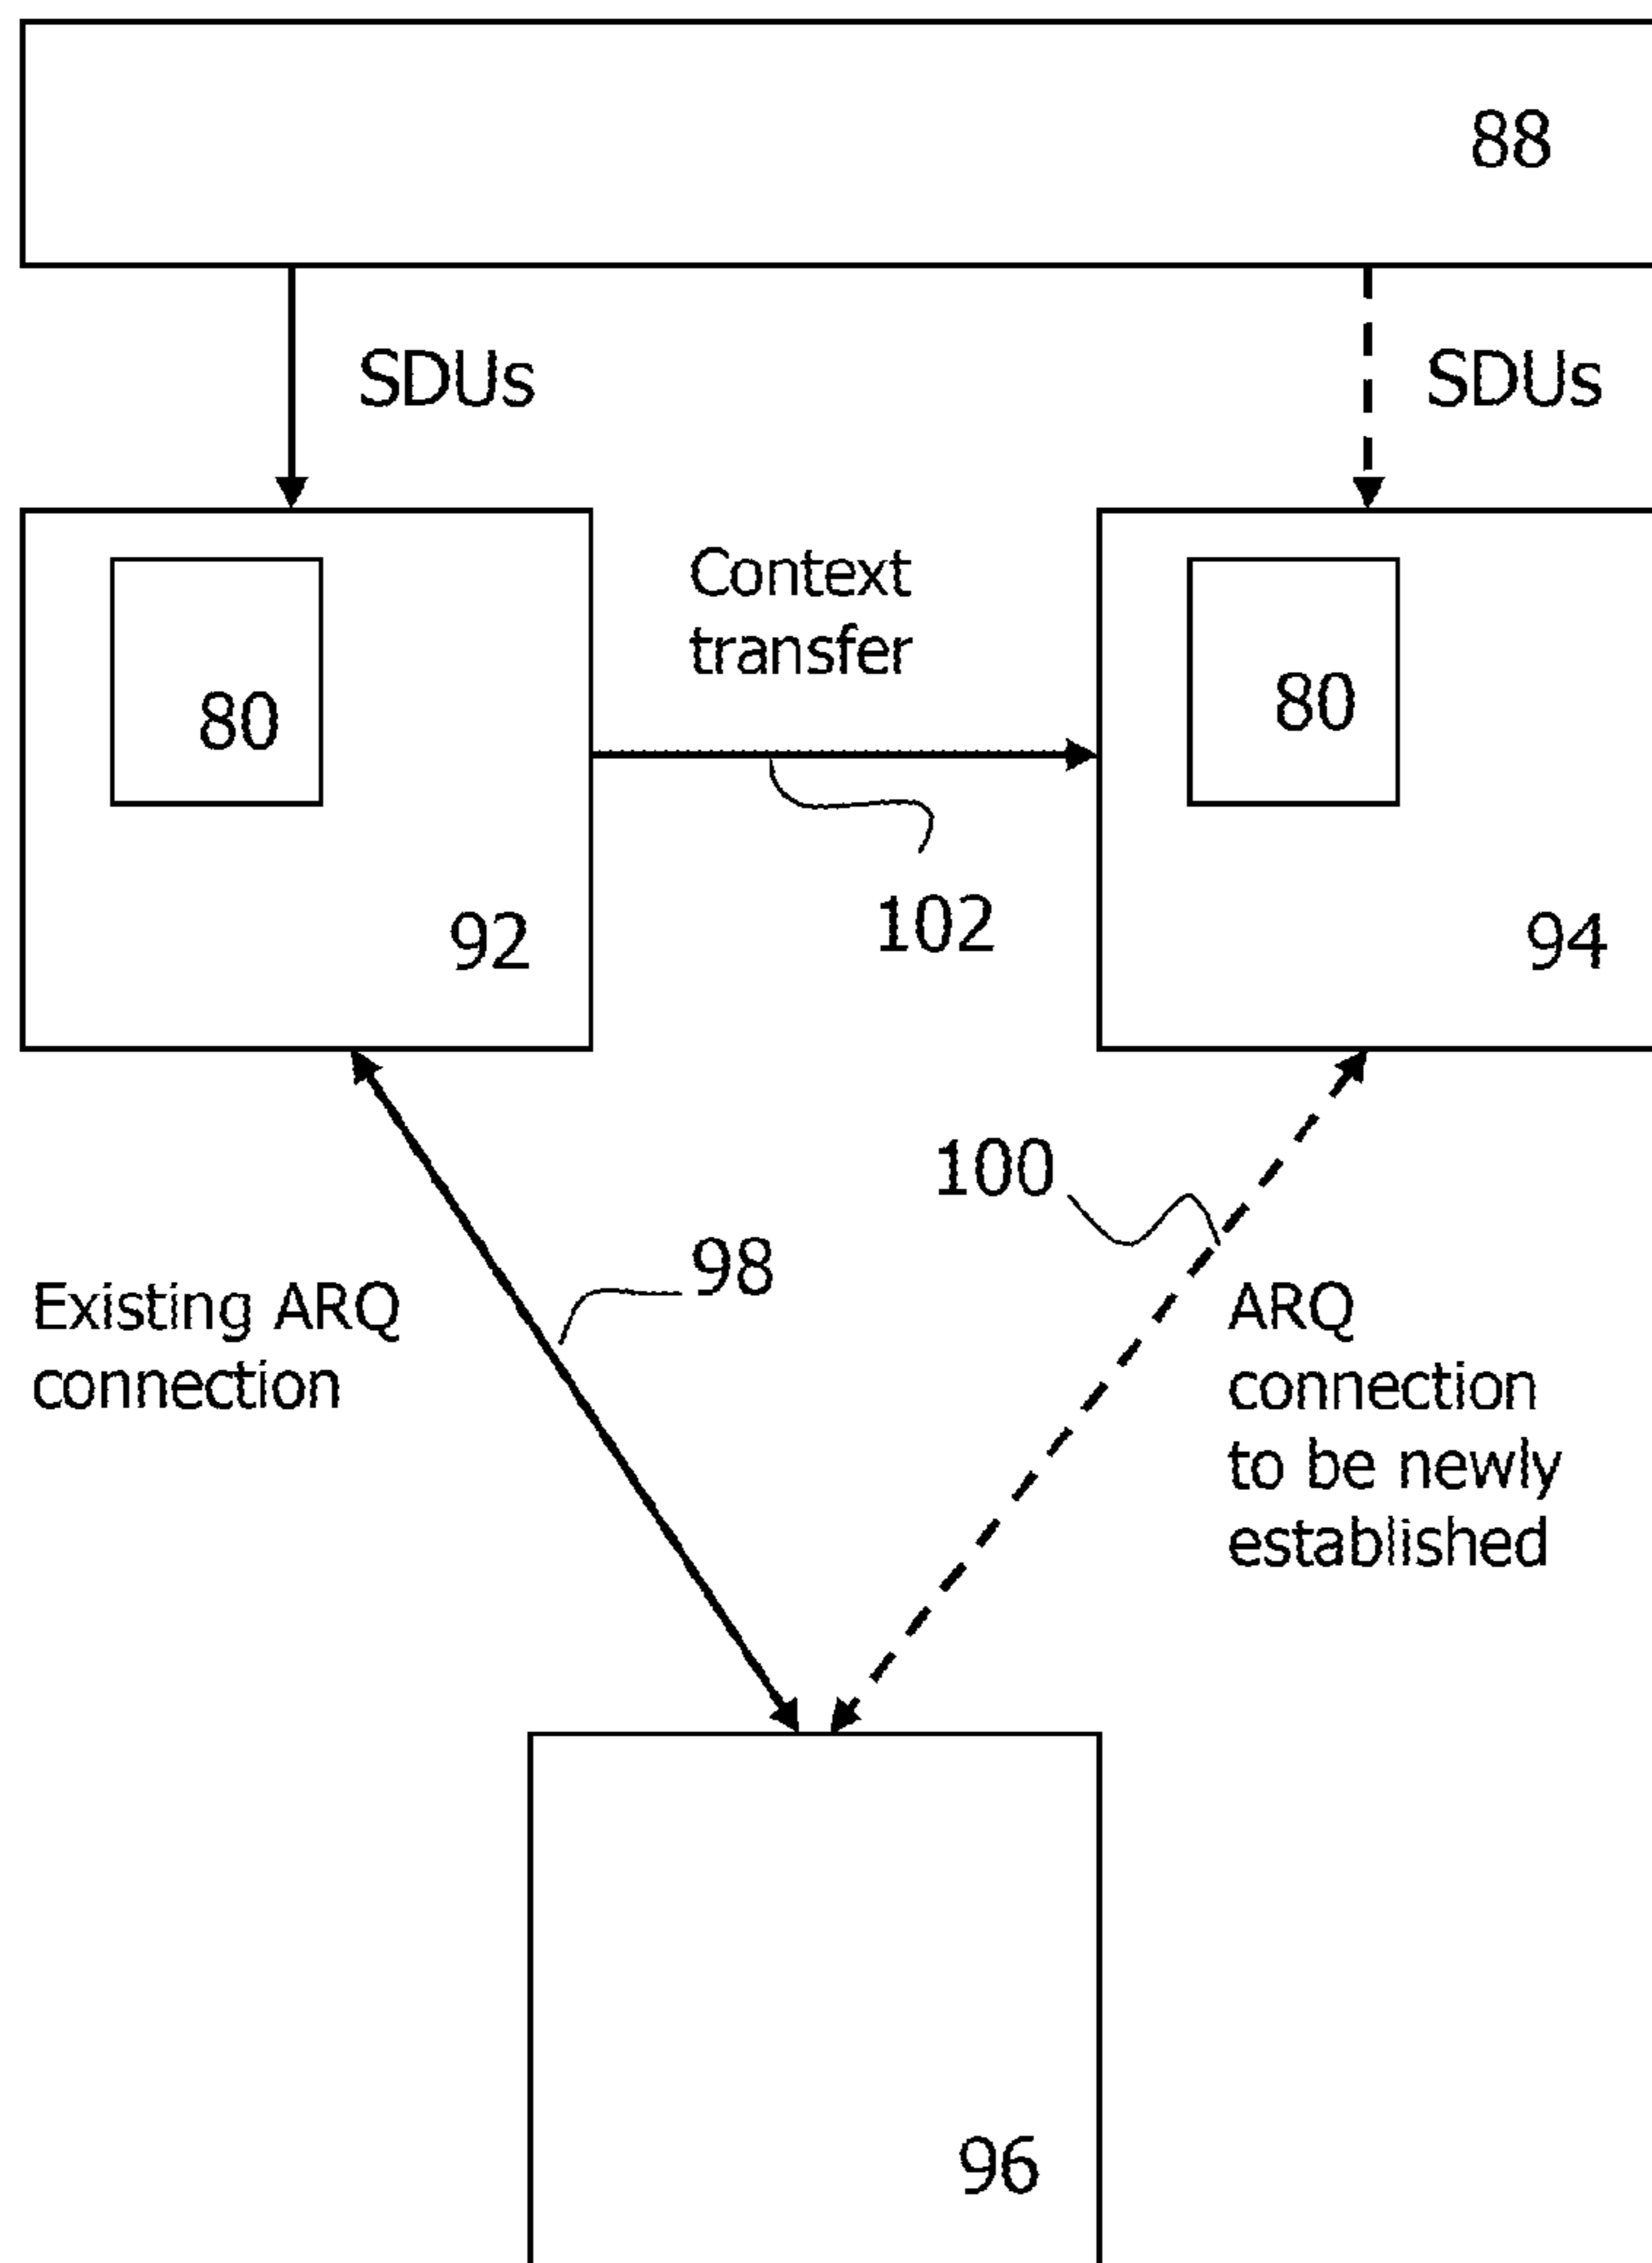 88
SDUs
SDUs
Context
transfer
80
80
102
92
94
100
98
Existing ARQ
connection
ARQ
connection
to be newly
established
96